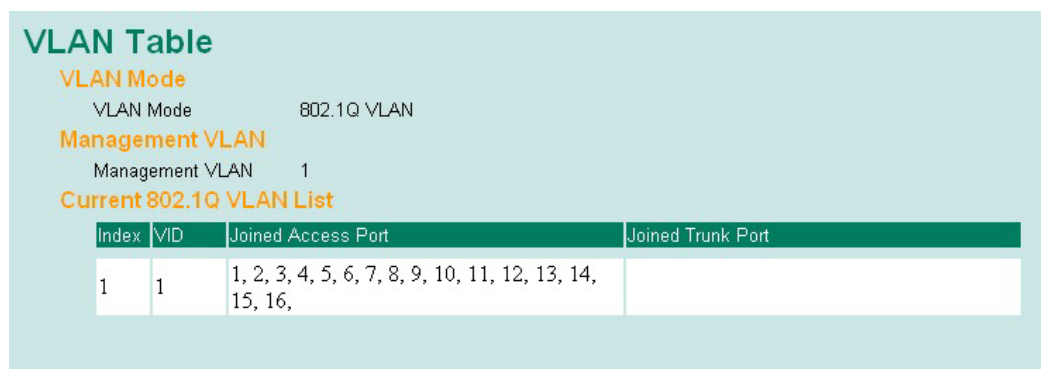 VLAN Table
VLAN Mode
VLAN Mode 802.1Q VLAN
Management VLAN
Management VLAN 1
Current 802.1Q VLAN List
Index VID Joined Access Port Joined Trunk Port
1 1 1, 2, 3, 4, 5, 6, 7, 8, 9, 10, 11, 12, 13, 14,
15, 16,